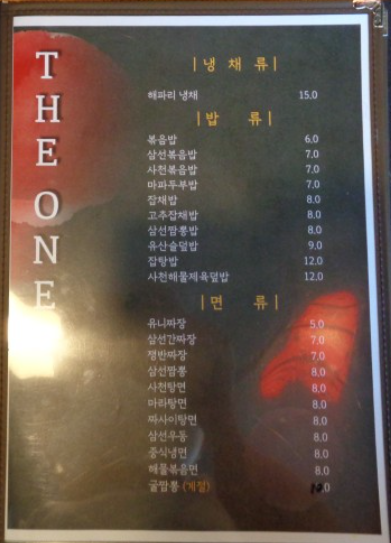 THE ONE
|냉 채 류|
해파리 냉채 15.0
|밥 류|
볶음밥 6.0
삼선볶음밥 7.0
사천볶음밥 7.0
마파두부밥 7.0
잡채밥 8.0
고추잡채밥 8.0
삼선짬뽕밥 8.0
유산슬덮밥 9.0
잡탕밥 12.0
사천해물제육덮밥 12.0
|면 류|
유니짜장 5.0
삼선간짜장 7.0
쟁반짜장 7.0
삼선짬뽕 8.0
사천탕면 8.0
마라탕면 8.0
짜사이탕면 8.0
삼선우동 8.0
중식냉면 8.0
해물볶음면 8.0
굴짬뽕 (계절)